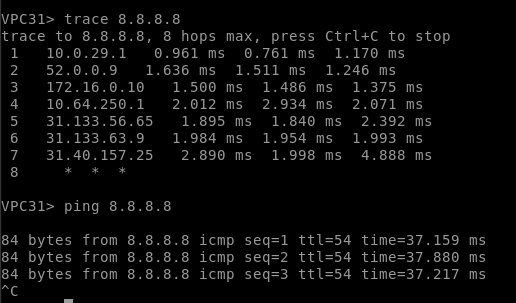 VPC31> trace 8.8.8.8
trace to 8.8.8.8, 8 hops max, press Ctrl+C to stop
 1   10.0.29.1   0.961 ms  0.761 ms  1.170 ms
 2   52.0.0.9   1.636 ms  1.511 ms  1.246 ms
 3   172.16.0.10   1.500 ms  1.486 ms  1.375 ms
 4   10.64.250.1   2.012 ms  2.934 ms  2.071 ms
 5   31.133.56.65   1.895 ms  1.840 ms  2.392 ms
 6   31.133.63.9   1.984 ms  1.954 ms  1.993 ms
 7   31.40.157.25   2.890 ms  1.998 ms  4.888 ms
 8     *  *  *
VPC31> ping 8.8.8.8
84 bytes from 8.8.8.8 icmp seq=1 ttl=54 time=37.159 ms
84 bytes from 8.8.8.8 icmp seq=2 ttl=54 time=37.880 ms
84 bytes from 8.8.8.8 icmp seq=3 ttl=54 time=37.217 ms
^C